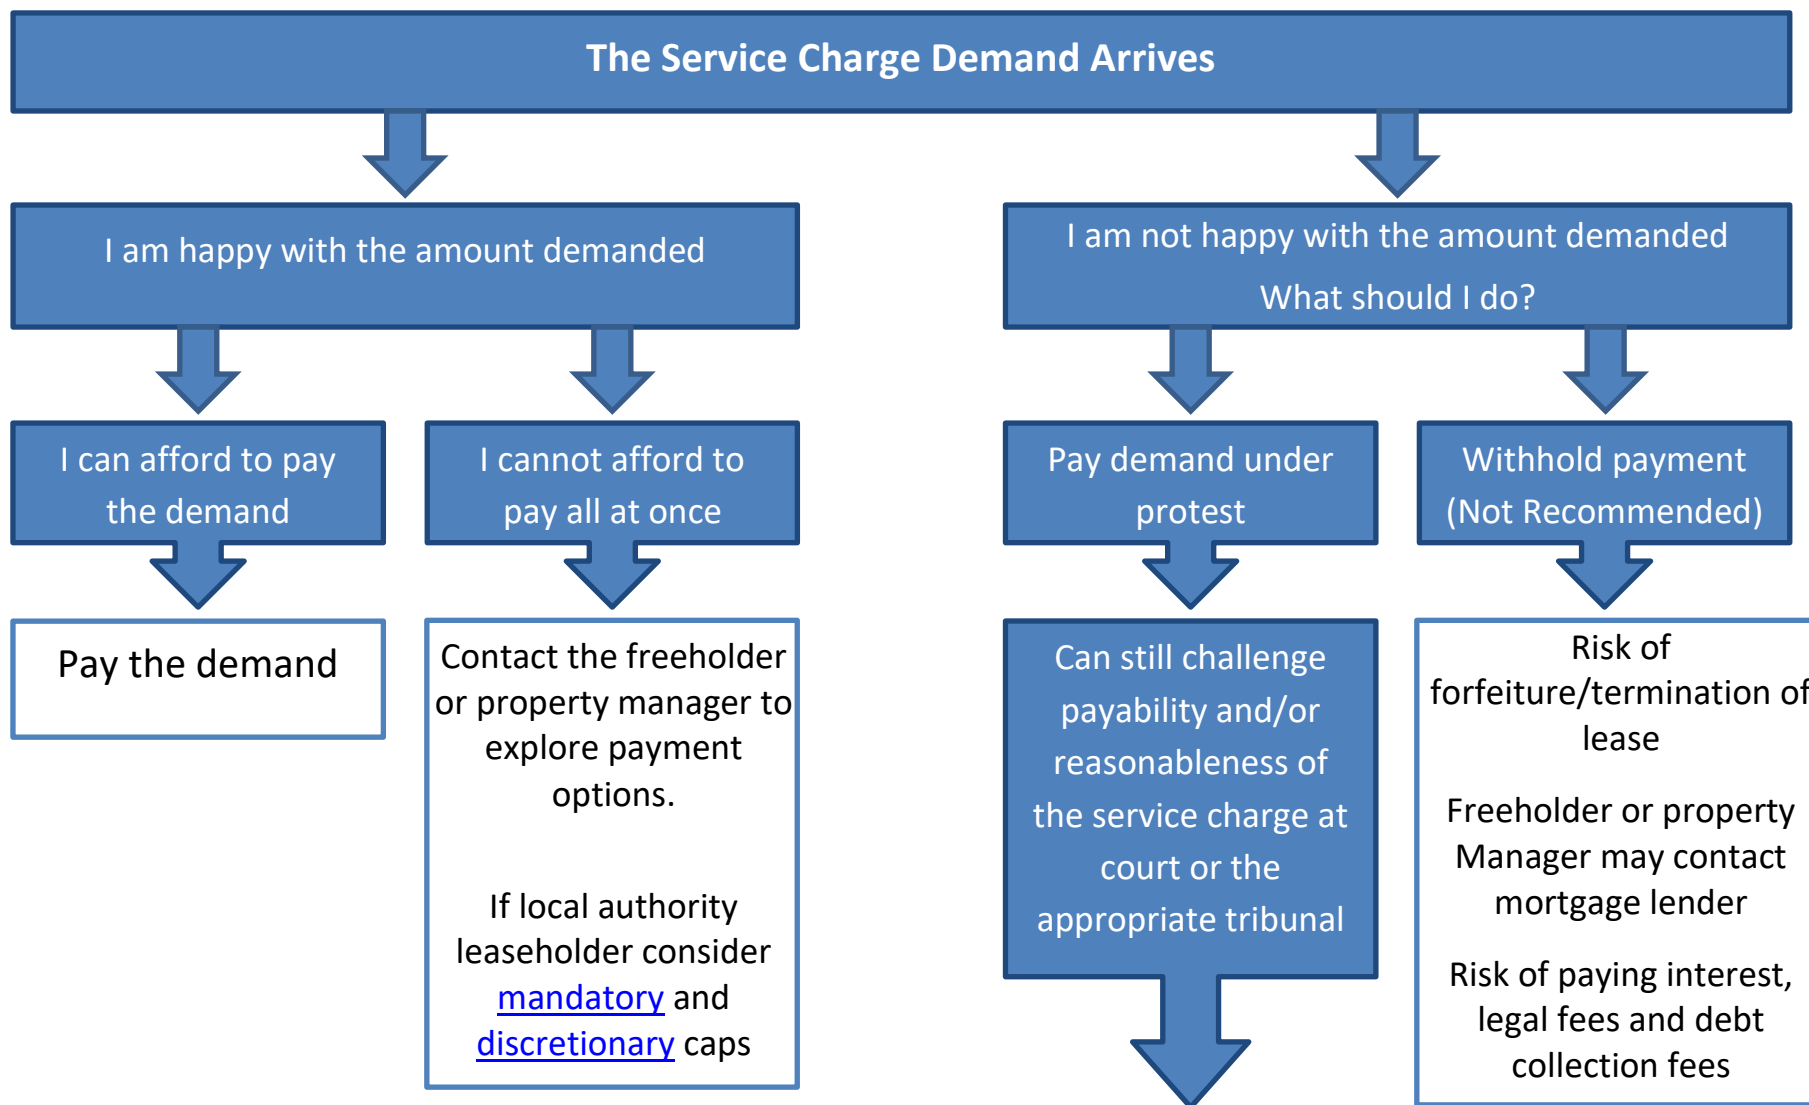 The Service Charge Demand Arrives
I am happy with the amount demanded
I am not happy with the amount demanded
What should I do?
I can afford to pay
the demand
I cannot afford to
pay all at once
Pay demand under
protest
Withhold payment
(Not Recommended)
Pay the demand
Contact the freeholder
or property manager to
explore payment
options.
If local authority
leaseholder consider
mandatory and
discretionary caps
Can still challenge
payability and/or
reasonableness of
the service charge at
court or the
appropriate tribunal
Risk of
forfeiture/termination of
lease
Freeholder or property
Manager may contact
mortgage lender
Risk of paying interest,
legal fees and debt
collection fees